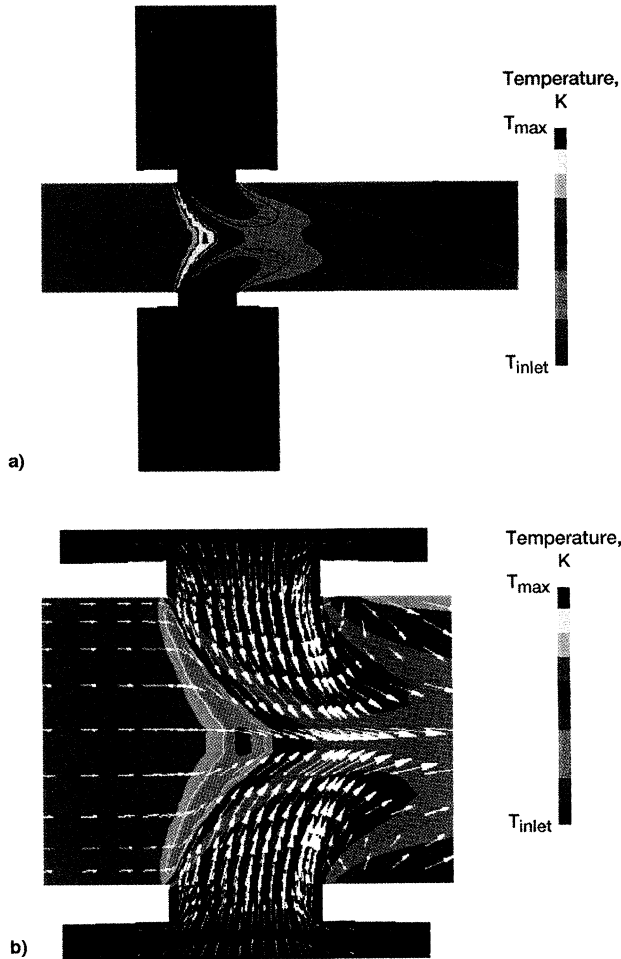 Temperature,
K
Tmax
Tinlet
a)
Temperature,
K
Tmax
Tinlet
b)